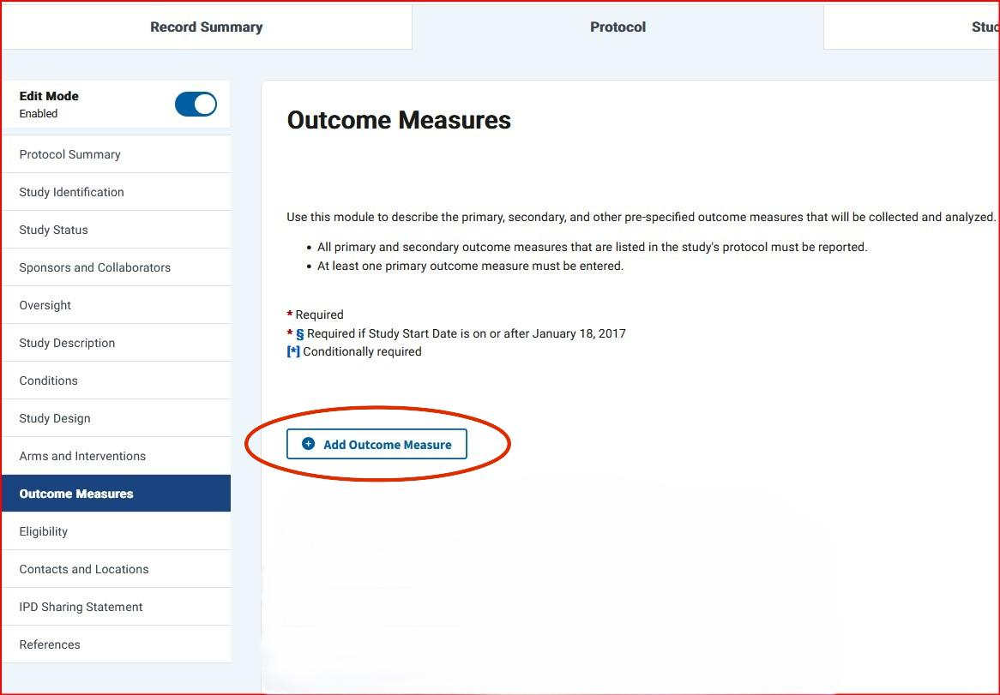 Record Summary
Protocol
Edit Mode
Enabled
Protocol Summary
Study Identification
Study Status
Sponsors and Collaborators
Oversight
Study Description
Conditions
Study Design
Arms and Interventions
Outcome Measures
Eligibility
Contacts and Locations
IPD Sharing Statement
References
Outcome Measures
Use this module to describe the primary, secondary, and other pre-specified outcome measures that will be collected and analyzed.
• All primary and secondary outcome measures that are listed in the study's protocol must be reported.
• At least one primary outcome measure must be entered.
* Required
* § Required if Study Start Date is on or after January 18, 2017
[*] Conditionally required
Add Outcome Measure